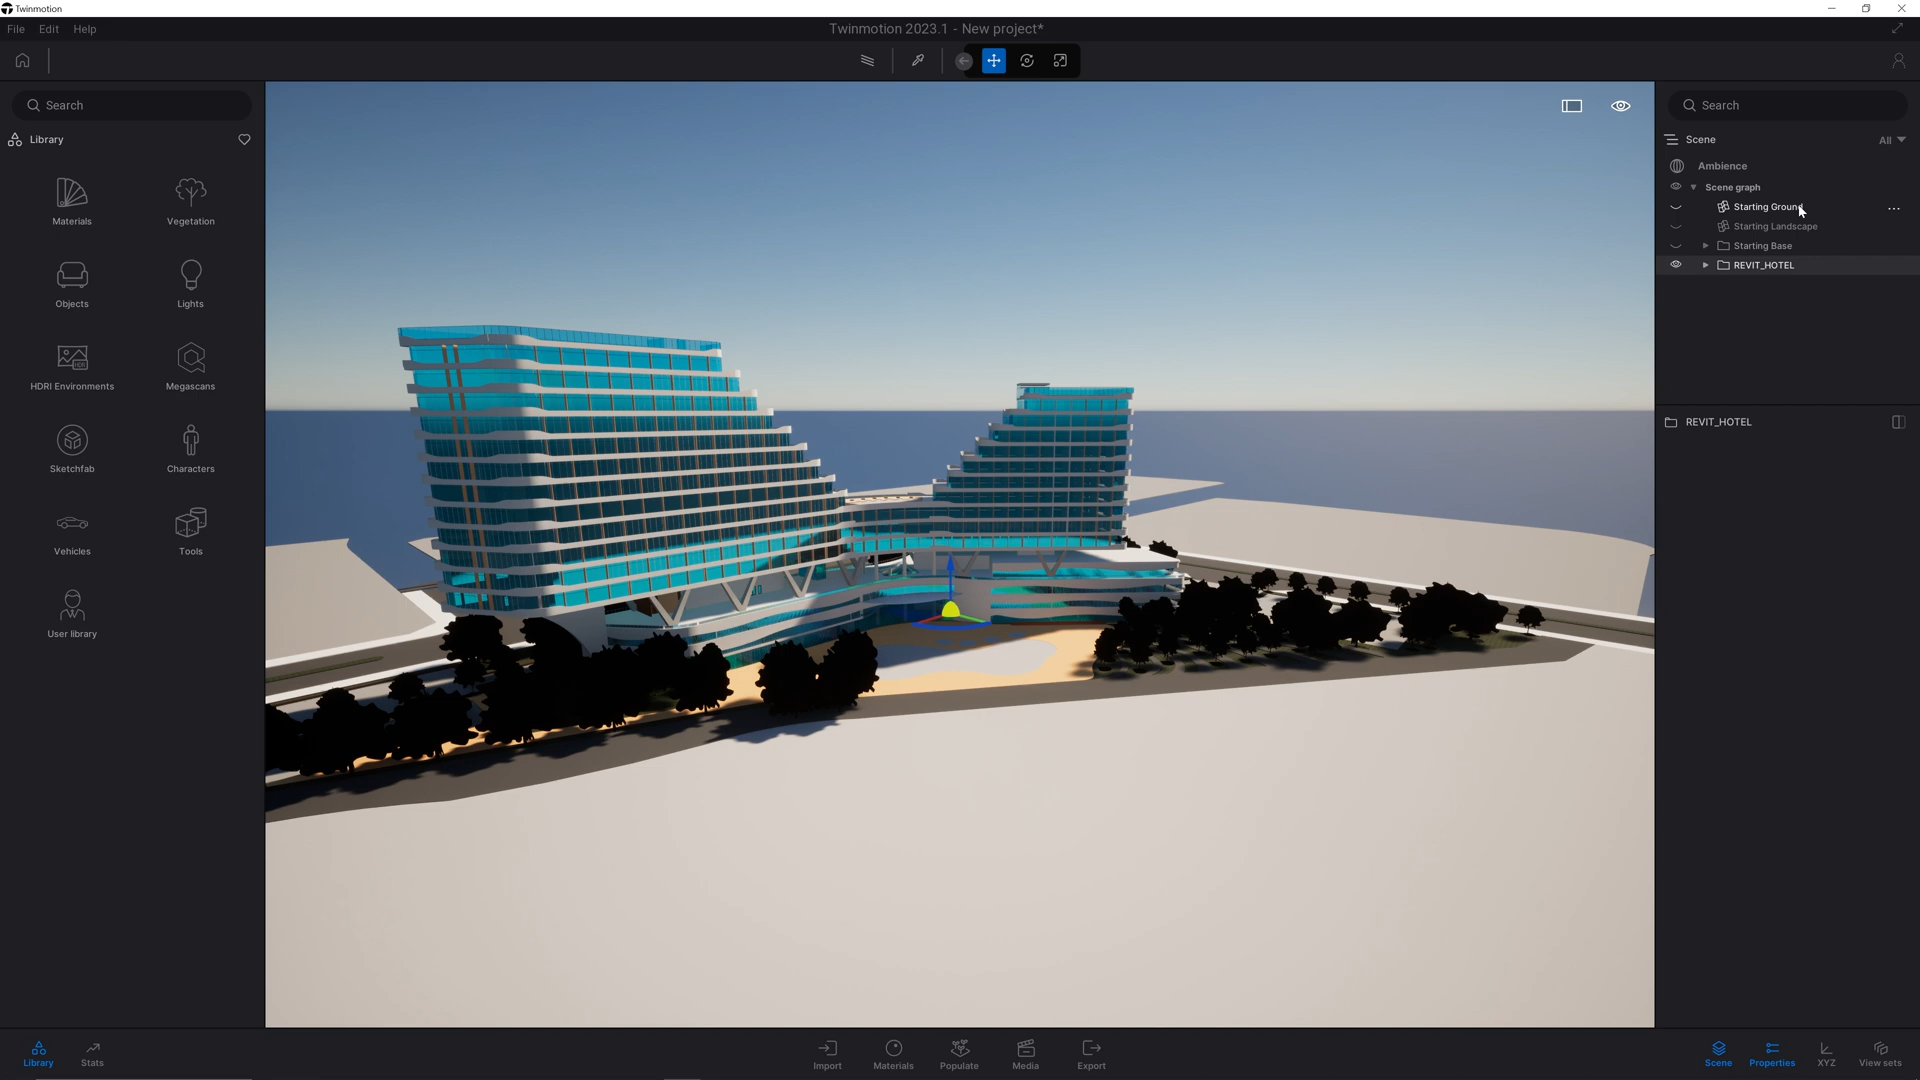 Twinmotion
File Edit Help
Twinmotion 2023.1 - New project*
Search
Library
Materials
Vegetation
Objects
Lights
HDRI Environments
Megascans
Sketchfab
Characters
Vehicles
Tools
User library
Search
Scene
All
Ambience
Scene graph
Starting Ground
Starting Landscape
Starting Base
REVIT_HOTEL
REVIT_HOTEL
Library
Stats
Import
Materials
Populate
Media
Export
Scene
Properties
XYZ
View sets